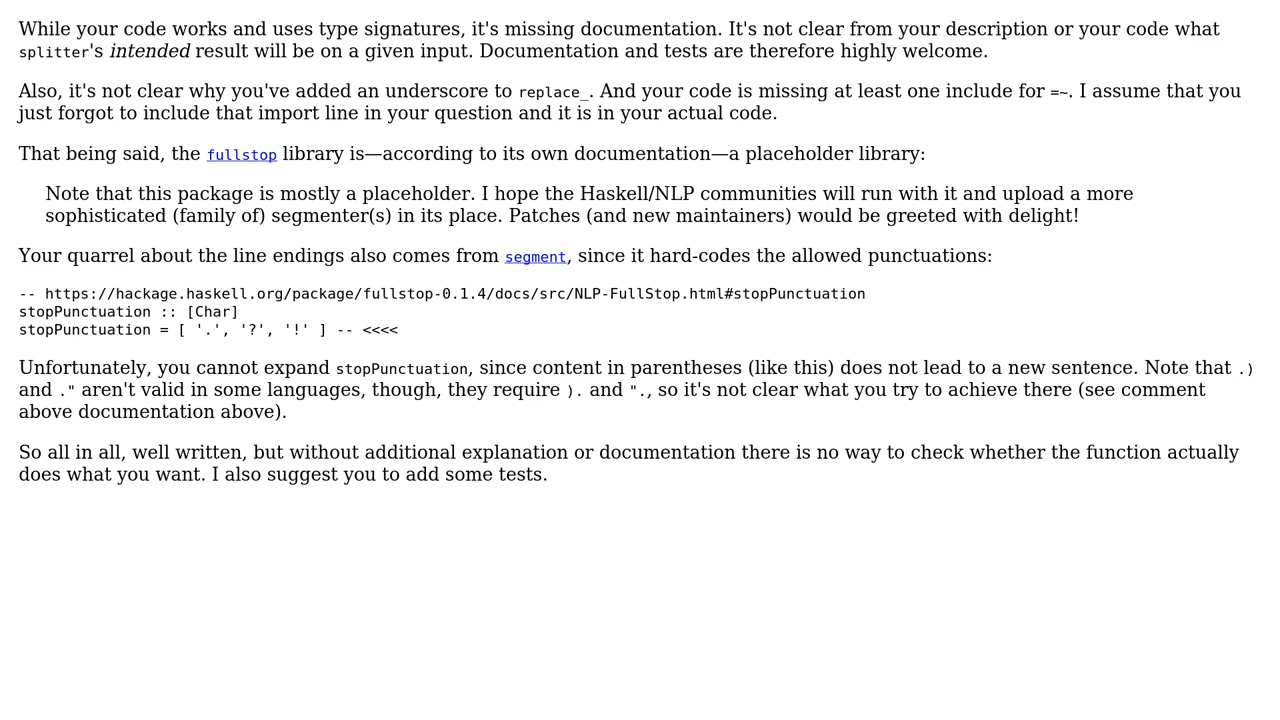 While your code works and uses type signatures, it's missing documentation. It's not clear from your description or your code what
splitter's intended result will be on a given input. Documentation and tests are therefore highly welcome.
Also, it's not clear why you've added an underscore to replace_. And your code is missing at least one include for =~. I assume that you
just forgot to include that import line in your question and it is in your actual code.
That being said, the fullstop library is—according to its own documentation—a placeholder library:
Note that this package is mostly a placeholder. I hope the Haskell/NLP communities will run with it and upload a more
sophisticated (family of) segmenter(s) in its place. Patches (and new maintainers) would be greeted with delight!
Your quarrel about the line endings also comes from segment, since it hard-codes the allowed punctuations:
-- https://hackage.haskell.org/package/fullstop-0.1.4/docs/src/NLP-FullStop.html#stopPunctuation
stopPunctuation :: [Char]
stopPunctuation = [ '.', '?', '!' ] -- <<<<
Unfortunately, you cannot expand stopPunctuation, since content in parentheses (like this) does not lead to a new sentence. Note that .)
and ." aren't valid in some languages, though, they require ). and "., so it's not clear what you try to achieve there (see comment
above documentation above).
So all in all, well written, but without additional explanation or documentation there is no way to check whether the function actually
does what you want. I also suggest you to add some tests.